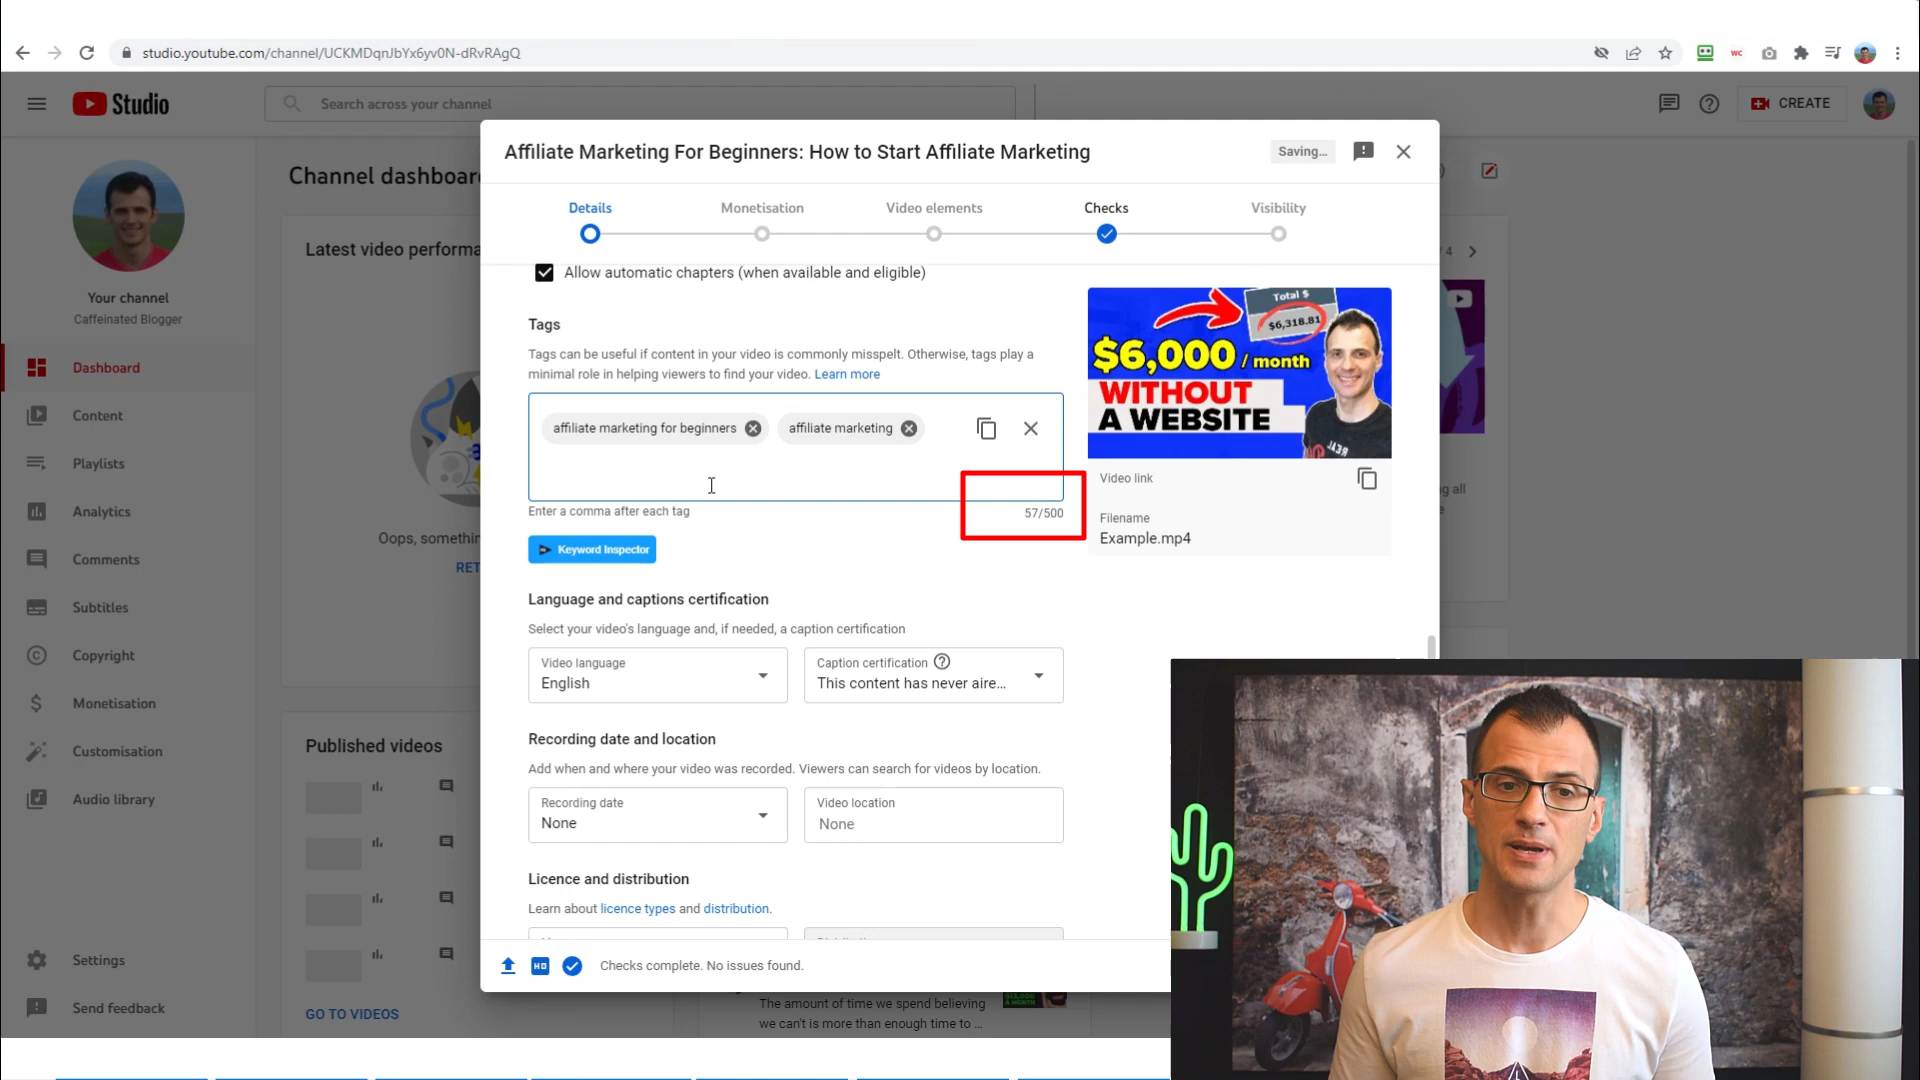 studio.youtube.com/channel/UCKMDqnJbYx6yv0N-dRvRAgQ
WC
Studio
Search across your channel
CREATE
Channel dashboar
Affiliate Marketing For Beginners: How to Start Affiliate Marketing
Saving...
Details
Monetisation
Video elements
Checks
Visibility
Your channel
Caffeinated Blogger
Dashboard
Content
Playlists
Analytics
Comments
Subtitles
Copyright
Monetisation
Customisation
Audio library
Settings
Send feedback
Latest video performa
4
Oops, somethin
RET
Published videos
GO TO VIDEOS
Allow automatic chapters (when available and eligible)
Tags
Tags can be useful if content in your video is commonly misspelt. Otherwise, tags play a
minimal role in helping viewers to find your video. Learn more
affiliate marketing for beginners
affiliate marketing
Enter a comma after each tag
57/500
Keyword Inspector
Total $
$6,318.81
$6,000 / month
WITHOUT
A WEBSITE
Video link
Filename
Example.mp4
ng all
Language and captions certification
Select your video's language and, if needed, a caption certification
Video language
English
Caption certification
This content has never aire...
Recording date and location
Add when and where your video was recorded. Viewers can search for videos by location.
Recording date
None
Video location
None
Licence and distribution
Learn about licence types and distribution.
HD
Checks complete. No issues found.
The amount of time we spend believing
we can't is more than enough time to ...